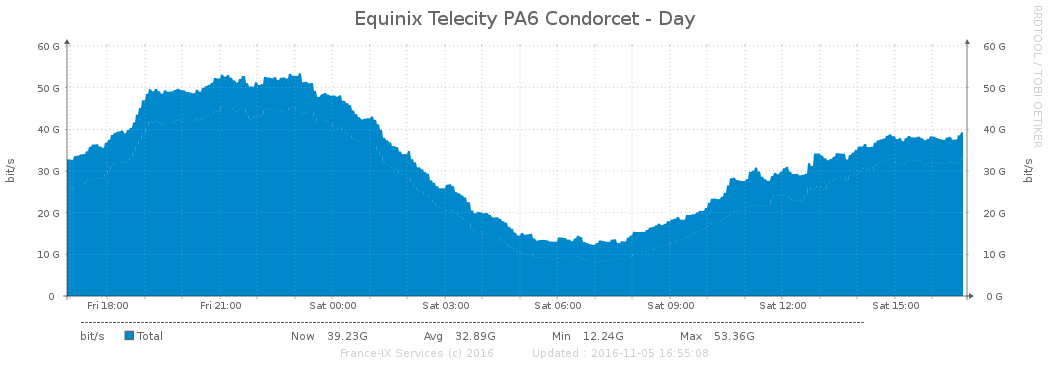 Equinix Telecity PA6 Condorcet - Day
RRDTOOL / TOBI OETIKER
60 G 60 G
50 G 50 G
40 G 40 G
30 G 30 G
20 G 20 G
10 G 10 G
0 0 G
bit/s bit/s
Fri 18:00 Fri 21:00 Sat 00:00 Sat 03:00 Sat 06:00 Sat 09:00 Sat 12:00 Sat 15:00
bit/s Total Now 39.23G Avg 32.89G Min 12.24G Max 53.36G
France-IX Services (c) 2016 Updated : 2016-11-05 16:55:08